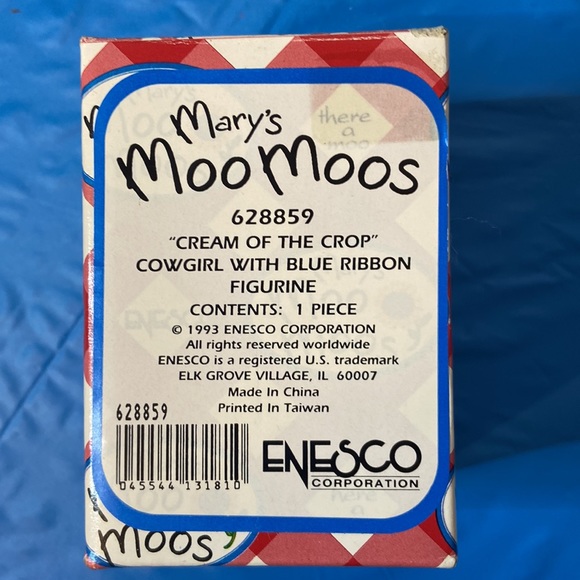 Mary's
MooMoos
628859
"CREAM OF THE CROP"
COWGIRL WITH BLUE RIBBON
FIGURINE
CONTENTS: 1 PIECE
© 1993 ENESCO CORPORATION
All rights reserved worldwide
ENESCO is a registered U.S. trademark
ELK GROVE VILLAGE, IL 60007
Made In China
Printed In Taiwan
628859
045544 131810
ENESCO
CORPORATION
there
a
moo
moos